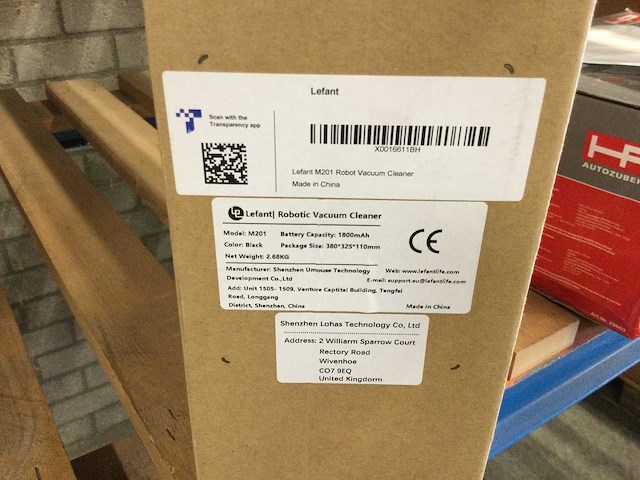 Lefant
Scan with the
Transparency app
X0016611BH
Lefant M201 Robot Vacuum Cleaner
Made in China
Lefant| Robotic Vacuum Cleaner
Model: M201 Battery Capacity: 1800mAh
Color: Black Package Size: 380*325*110mm
Net Weight: 2.68KG
CE
Manufacturer: Shenzhen Umouse Technology
Development Co.,Ltd
Web: www.lefantlife.com
E-mail: support.eu@lefantlife.com
Add: Unit 1505- 1509, Venture Captital Building, Tengfei
Road, Longgang
District, Shenzhen, China
Made in China
Shenzhen Lohas Technology Co, Ltd
Address: 2 Williarm Sparrow Court
Rectory Road
Wivenhoe
CO7 9EQ
United Kingdorm
AUTOZUBE